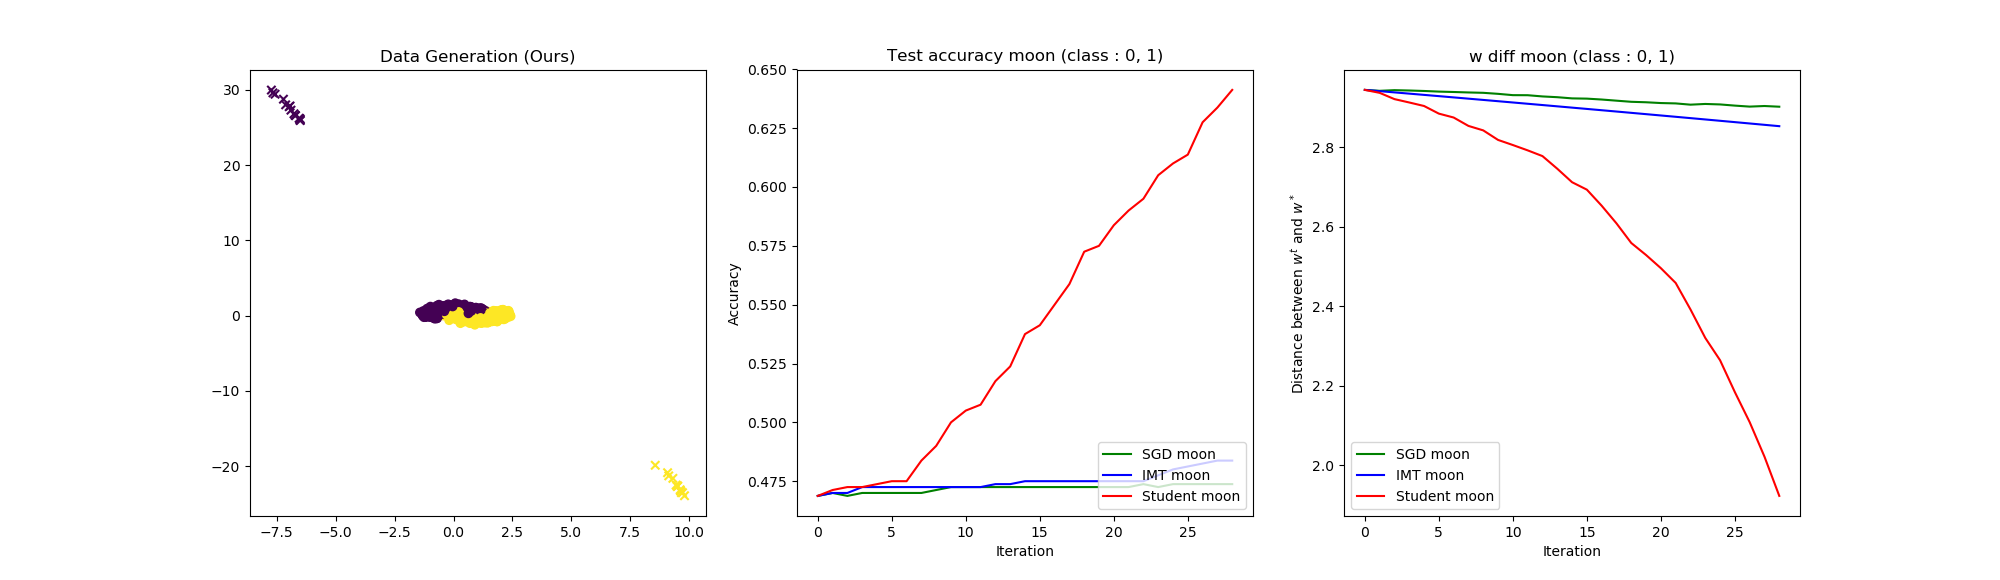 Data Generation (Ours)
30
20
10
0
−10
−20
−7.5 −5.0 −2.5 0.0 2.5 5.0 7.5 10.0
Test accuracy moon (class : 0, 1)
Accuracy
0.650
0.625
0.600
0.575
0.550
0.525
0.500
0.475
SGD moon
IMT moon
Student moon
0 5 10 15 20 25
Iteration
w diff moon (class : 0, 1)
Distance between w^t and w^*
2.8
2.6
2.4
2.2
2.0
SGD moon
IMT moon
Student moon
0 5 10 15 20 25
Iteration